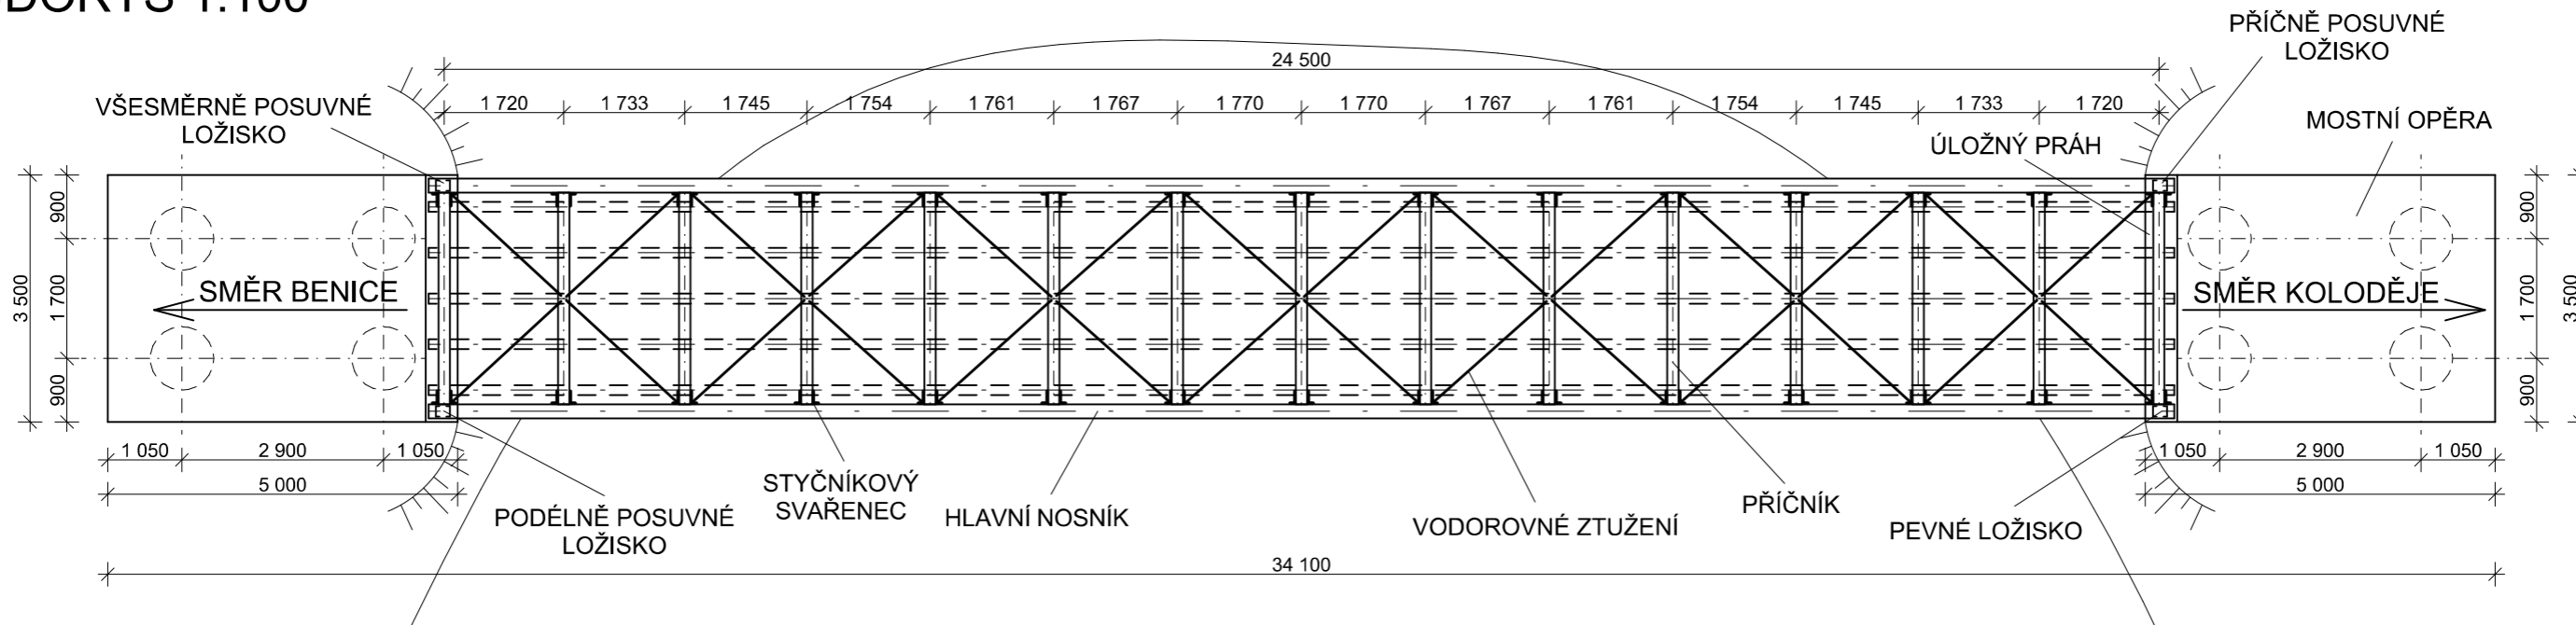 PŘÍČNĚ POSUVNÉ
LOŽISKO
24 500
VŠESMĚRNĚ POSUVNÉ
LOŽISKO
1 720
1 733
1 745
1 754
1 761
1 767
1 770
1 770
1 767
1 761
1 754
1 745
1 733
1 720
MOSTNÍ OPĚRA
ÚLOŽNÝ PRÁH
3 500
900
1 700
900
SMĚR BENICE
SMĚR KOLODĚJE
900
1 700
900
3 500
1 050
2 900
1 050
5 000
1 050
2 900
1 050
5 000
PODÉLNĚ POSUVNÉ
LOŽISKO
STYČNÍKOVÝ
SVAŘENEC
HLAVNÍ NOSNÍK
VODOROVNÉ ZTUŽENÍ
PŘÍČNÍK
PEVNÉ LOŽISKO
34 100